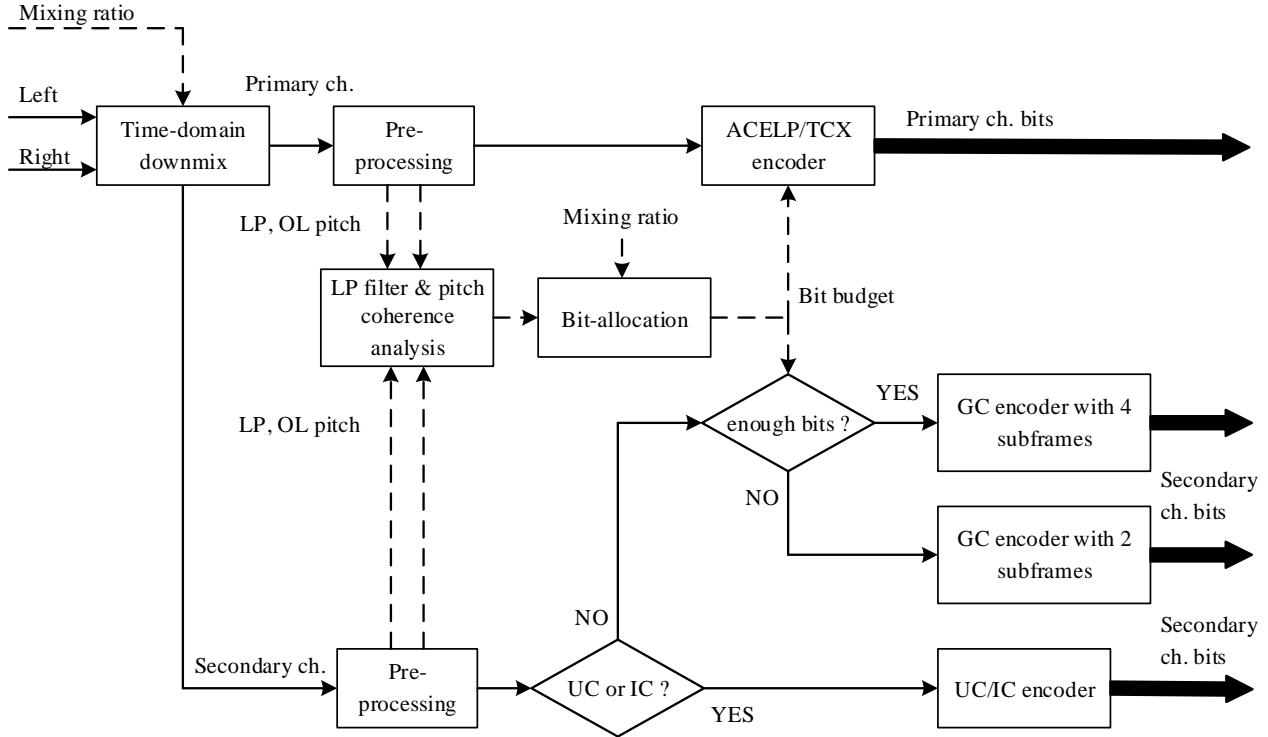 Mixing ratio
Left
Right
Time-domain
downmix
Primary ch.
Pre-
processing
ACELP/TCX
encoder
Primary ch. bits
LP, OL pitch
Mixing ratio
LP filter & pitch
coherence
analysis
Bit-allocation
Bit budget
LP, OL pitch
enough bits ?
YES
GC encoder with 4
subframes
NO
Secondary
ch. bits
GC encoder with 2
subframes
NO
Secondary ch.
Pre-
processing
UC or IC ?
YES
UC/IC encoder
Secondary
ch. bits